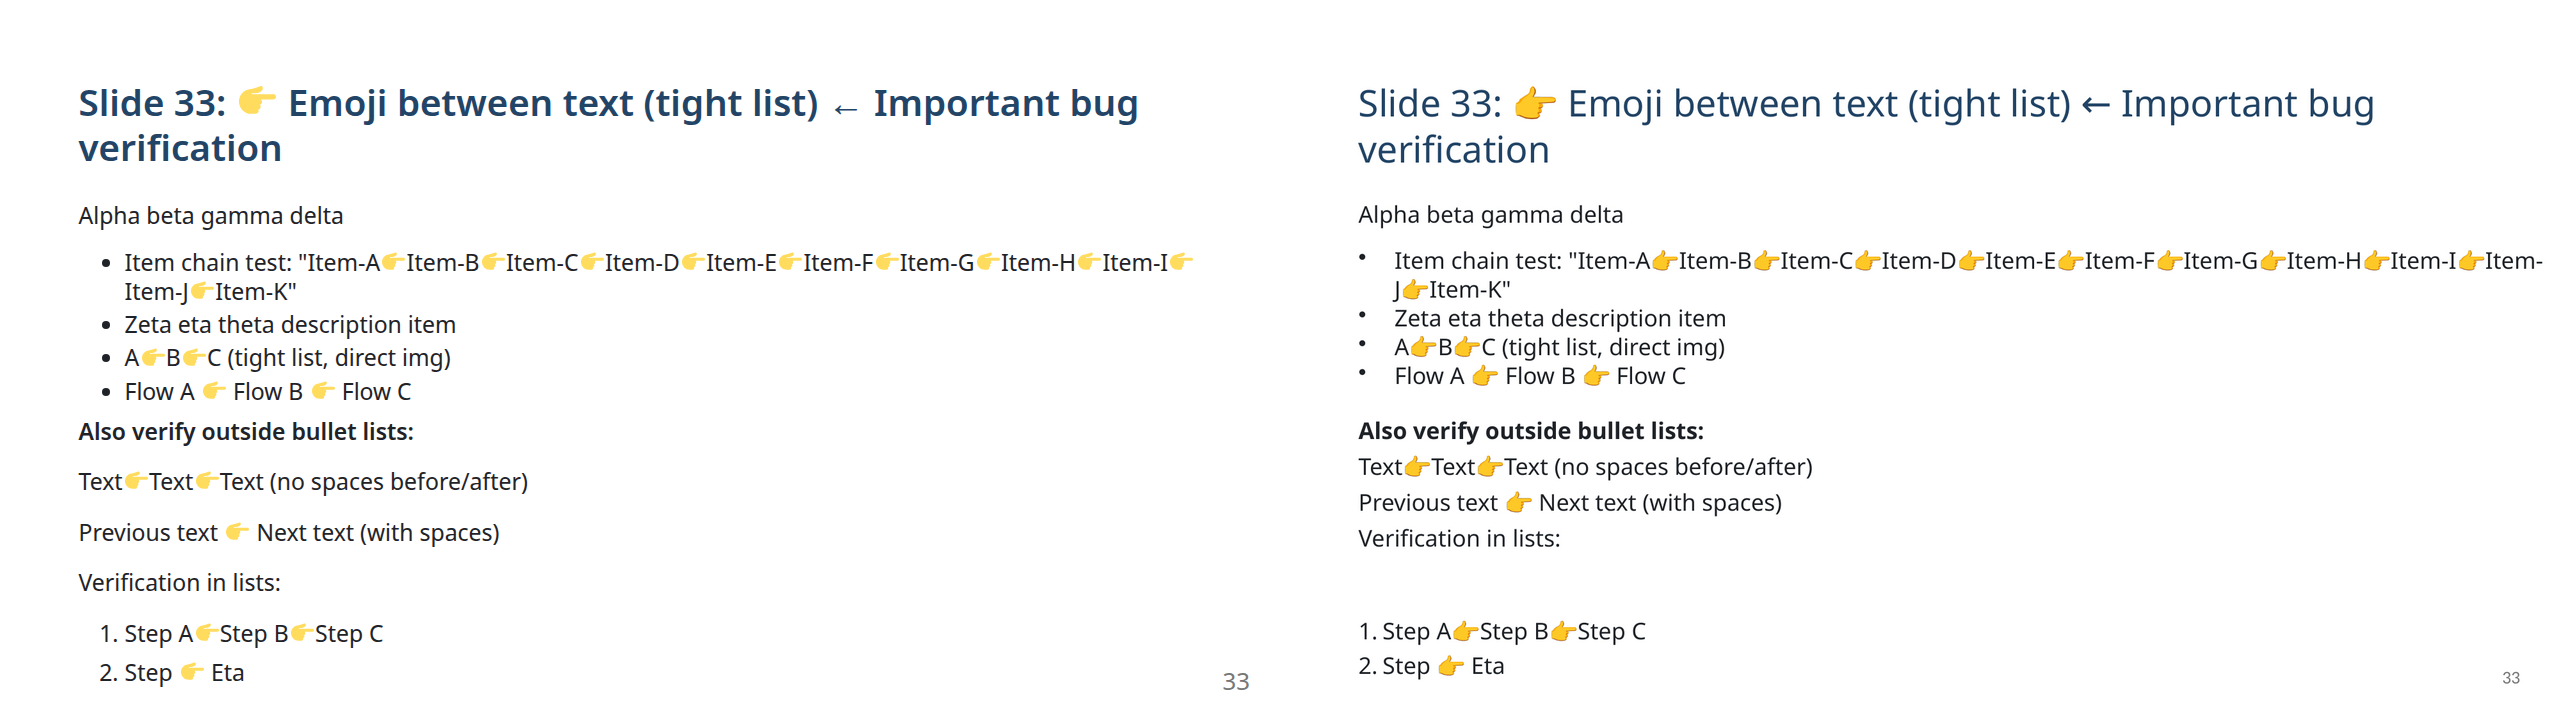 Slide 33: 👉 Emoji between text (tight list) ← Important bug
verification
Alpha beta gamma delta
• Item chain test: "Item-A👉Item-B👉Item-C👉Item-D👉Item-E👉Item-F👉Item-G👉Item-H👉Item-I👉
Item-J👉Item-K"
• Zeta eta theta description item
• A👉B👉C (tight list, direct img)
• Flow A 👉 Flow B 👉 Flow C
Also verify outside bullet lists:
Text👉Text👉Text (no spaces before/after)
Previous text 👉 Next text (with spaces)
Verification in lists:
1. Step A👉Step B👉Step C
2. Step 👉 Eta
33
Slide 33: 👉 Emoji between text (tight list) ← Important bug
verification
Alpha beta gamma delta
• Item chain test: "Item-A👉Item-B👉Item-C👉Item-D👉Item-E👉Item-F👉Item-G👉Item-H👉Item-I👉Item-
J👉Item-K"
• Zeta eta theta description item
• A👉B👉C (tight list, direct img)
• Flow A 👉 Flow B 👉 Flow C
Also verify outside bullet lists:
Text👉Text👉Text (no spaces before/after)
Previous text 👉 Next text (with spaces)
Verification in lists:
1. Step A👉Step B👉Step C
2. Step 👉 Eta
33